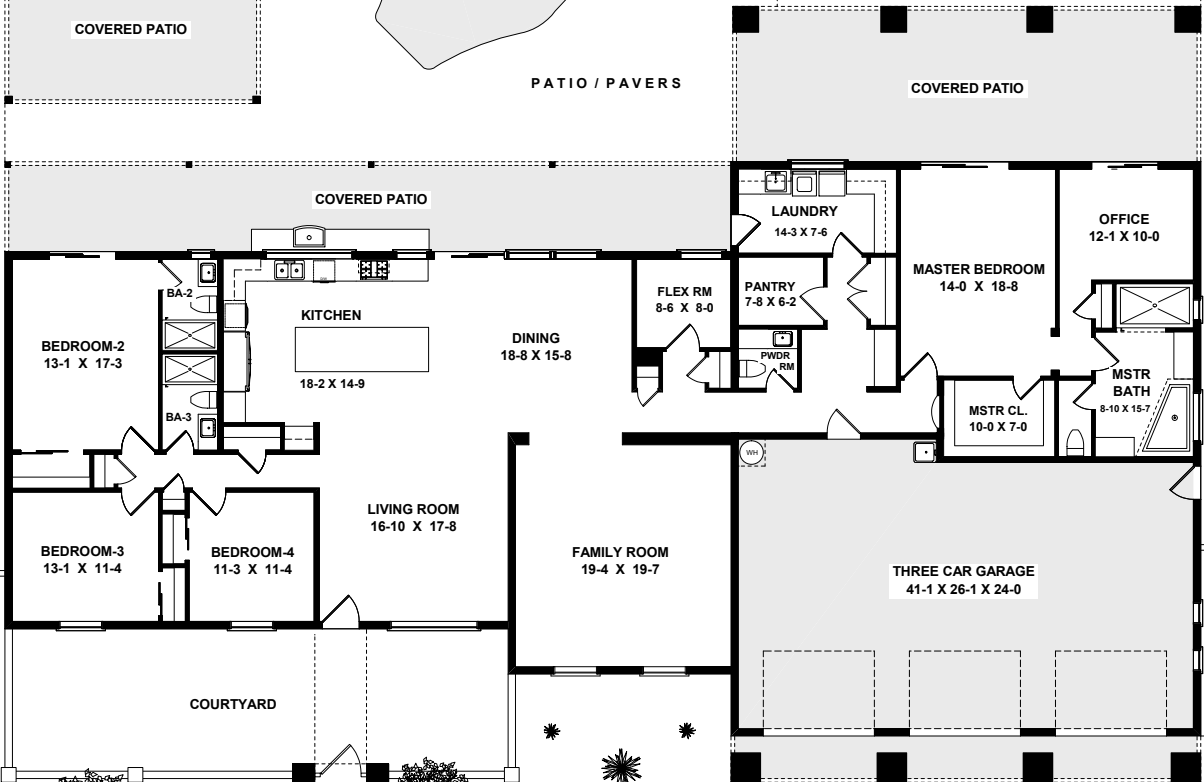 COVERED PATIO
PATIO / PAVERS
COVERED PATIO
COVERED PATIO
LAUNDRY
14-3 X 7-6
OFFICE
12-1 X 10-0
MASTER BEDROOM
14-0 X 18-8
PANTRY
7-8 X 6-2
FLEX RM
8-6 X 8-0
BA-2
KITCHEN
18-2 X 14-9
DINING
18-8 X 15-8
BEDROOM-2
13-1 X 17-3
PWDR
RM
MSTR
BATH
8-10 X 15-7
BA-3
MSTR CL.
10-0 X 7-0
WH
LIVING ROOM
16-10 X 17-8
BEDROOM-3
13-1 X 11-4
BEDROOM-4
11-3 X 11-4
FAMILY ROOM
19-4 X 19-7
THREE CAR GARAGE
41-1 X 26-1 X 24-0
COURTYARD